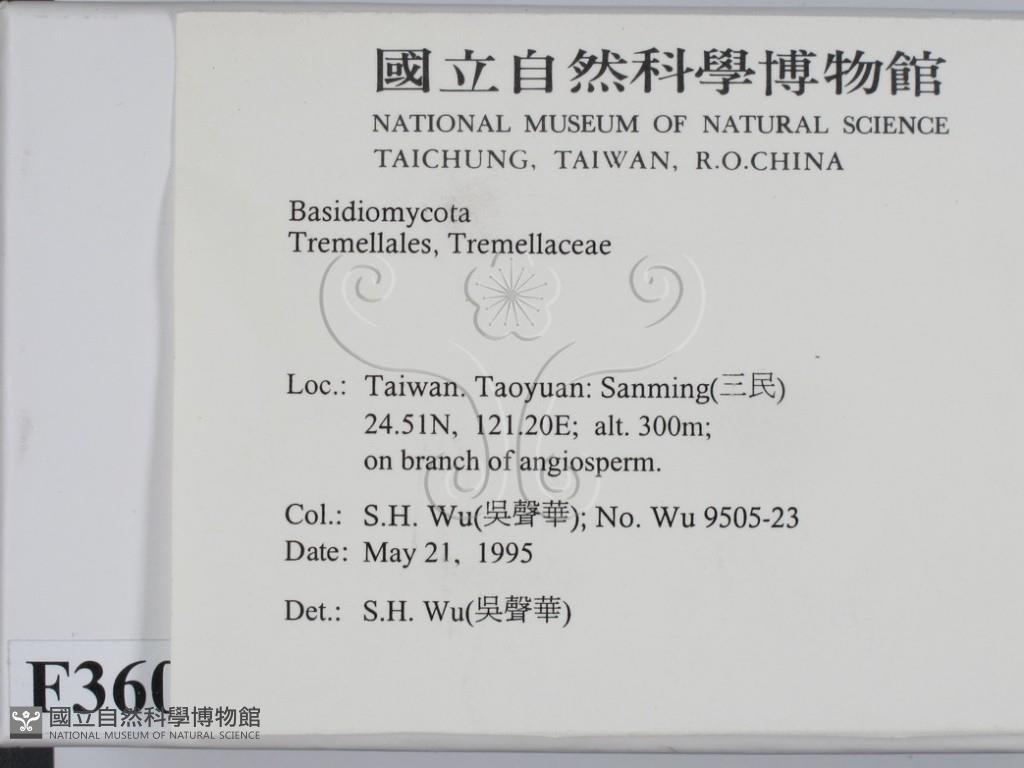 國立自然科學博物館
NATIONAL MUSEUM OF NATURAL SCIENCE
TAICHUNG, TAIWAN, R.O.CHINA
Basidiomycota
Tremellales, Tremellaceae
Loc.: Taiwan. Taoyuan: Sanming(三民)
24.51N, 121.20E; alt. 300m;
on branch of angiosperm.
Col.: S.H. Wu(吳聲華); No. Wu 9505-23
Date: May 21, 1995
Det.: S.H. Wu(吳聲華)
F360
國立自然科學博物館
NATIONAL MUSEUM OF NATURAL SCIENCE